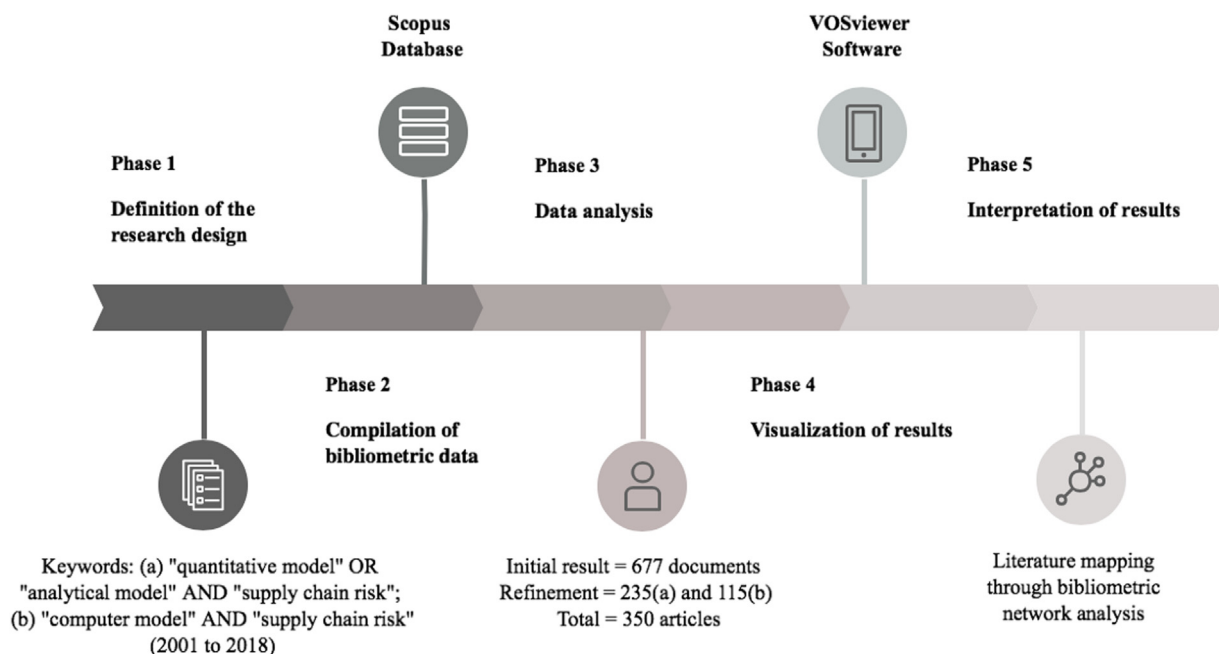 Scopus
Database
VOSviewer
Software
Phase 1
Definition of the
research design
Phase 3
Data analysis
Phase 5
Interpretation of results
Phase 2
Compilation of
bibliometric data
Phase 4
Visualization of results
Keywords: (a) "quantitative model" OR
"analytical model" AND "supply chain risk";
(b) "computer model" AND "supply chain risk"
(2001 to 2018)
Initial result = 677 documents
Refinement = 235(a) and 115(b)
Total = 350 articles
Literature mapping
through bibliometric
network analysis